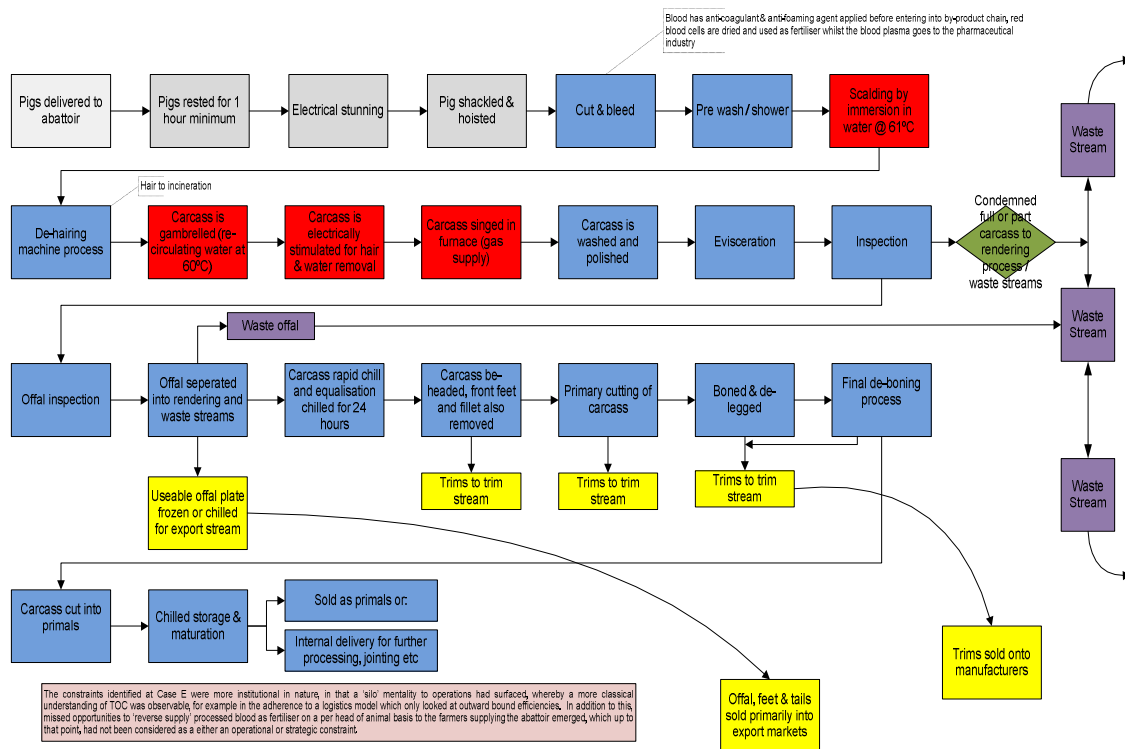 Blood has anti-coagulant & anti-foaming agent applied before entering into by-product chain, red
blood cells are dried and used as fertiliser whilst the blood plasma goes to the pharmaceutical
industry
Pigs delivered to
abattoir
Pigs rested for 1
hour minimum
Electrical stunning
Pig shackled &
hoisted
Cut & bleed
Pre wash / shower
Scalding by
immersion in
water @ 61ºC
Waste
Stream
Hair to incineration
De-hairing
machine process
Carcass is
gambrelled (re-
circulating water at
60ºC)
Carcass is
electrically
stimulated for hair
& water removal
Carcass singed in
furnace (gas
supply)
Carcass is
washed and
polished
Evisceration
Inspection
Condemned
full or part
carcass to
rendering
process /
waste streams
Waste
Stream
Waste offal
Offal inspection
Offal seperated
into rendering and
waste streams
Carcass rapid chill
and equalisation
chilled for 24
hours
Carcass be-
headed, front feet
and fillet also
removed
Primary cutting of
carcass
Boned & de-
legged
Final de-boning
process
Waste
Stream
Useable offal plate
frozen or chilled
for export stream
Trims to trim
stream
Trims to trim
stream
Trims to trim
stream
Carcass cut into
primals
Chilled storage &
maturation
Sold as primals or:
Internal delivery for further
processing, jointing etc
Trims sold onto
manufacturers
Offal, feet & tails
sold primarily into
export markets
The constraints identified at Case E were more institutional in nature, in that a 'silo' mentality to operations had surfaced, whereby a more classical
understanding of TOC was observable, for example in the adherence to a logistics model which only looked at outward bound efficiencies. In addition to this,
missed opportunities to 'reverse supply' processed blood as fertiliser on a per head of animal basis to the farmers supplying the abattoir emerged, which up to
that point, had not been considered as a either an operational or strategic constraint.